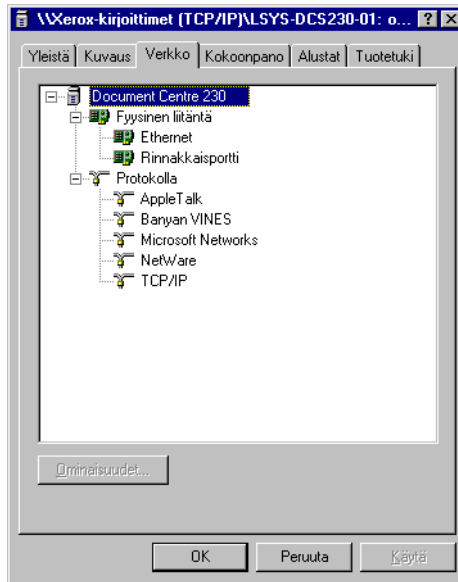 \\Xerox-kirjoittimet (TCP/IP)\LSYS-DCS230-01: o...
Yleistä Kuvaus Verkko Kokoonpano Alustat Tuotetuki
Document Centre 230
Fyysinen liitäntä
Ethernet
Rinnakkaisportti
Protokolla
AppleTalk
Banyan VINES
Microsoft Networks
NetWare
TCP/IP
Ominaisuudet...
OK Peruuta Käytä